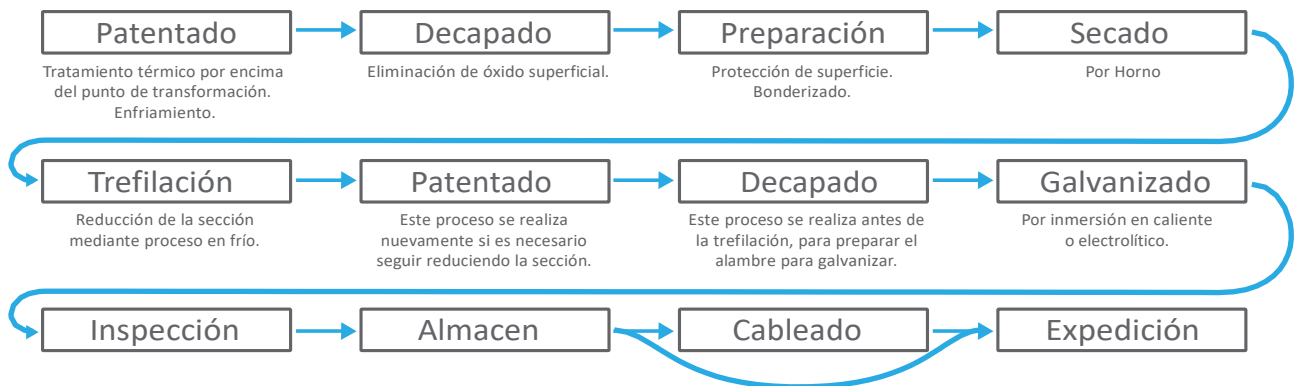 Patentado
Decapado
Preparación
Secado
Tratamiento térmico por encima
del punto de transformación.
Enfriamiento.
Eliminación de óxido superficial.
Protección de superficie.
Bonderizado.
Por Horno
Trefilación
Patentado
Decapado
Galvanizado
Reducción de la sección
mediante proceso en frío.
Este proceso se realiza
nuevamente si es necesario
seguir reduciendo la sección.
Este proceso se realiza antes de
la trefilación, para preparar el
alambre para galvanizar.
Por inmersión en caliente
o electrolítico.
Inspección
Almacen
Cableado
Expedición